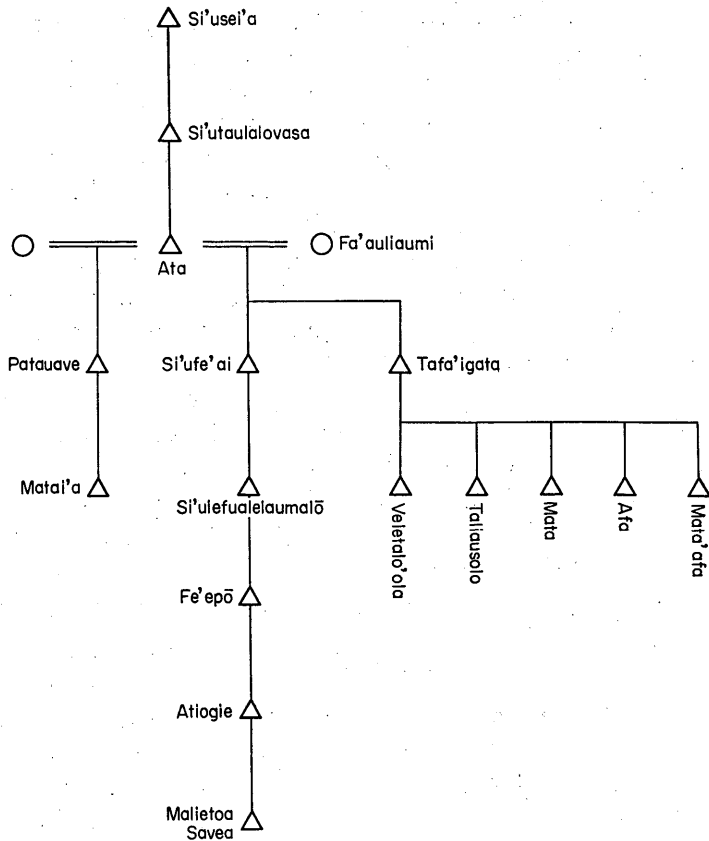 Si'usei'a
Si'utaulalovasa
Fa'auliaumi
Ata
Patauave
Si'ufe'ai
Tafa'igata
Matai'a
Si'ulefualelaumalō
Veletalo'ola
Taliausolo
Mata
Afa
Mata'afa
Fe'epō
Atiogie
Malietoa
Savea